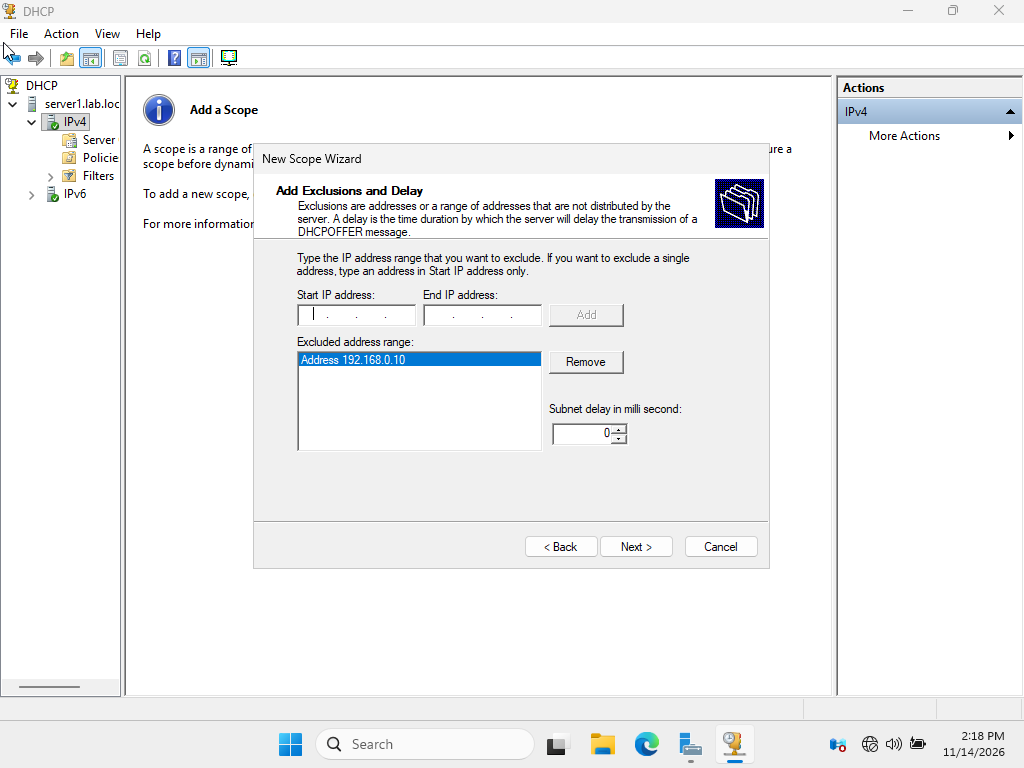 DHCP
File Action View Help
DHCP
server1.lab.loc
IPv4
Server
Policie
Filters
IPv6
Add a Scope
A scope is a range of
ure a
scope before dynami
To add a new scope,
For more information
New Scope Wizard
Add Exclusions and Delay
Exclusions are addresses or a range of addresses that are not distributed by the
server. A delay is the time duration by which the server will delay the transmission of a
DHCPOFFER message.
Type the IP address range that you want to exclude. If you want to exclude a single
address, type an address in Start IP address only.
Start IP address: End IP address:
. . . . . . Add
Excluded address range:
Address 192.168.0.10
Remove
Subnet delay in milli second:
0
< Back Next > Cancel
Actions
IPv4
More Actions
Search
2:18 PM
11/14/2026